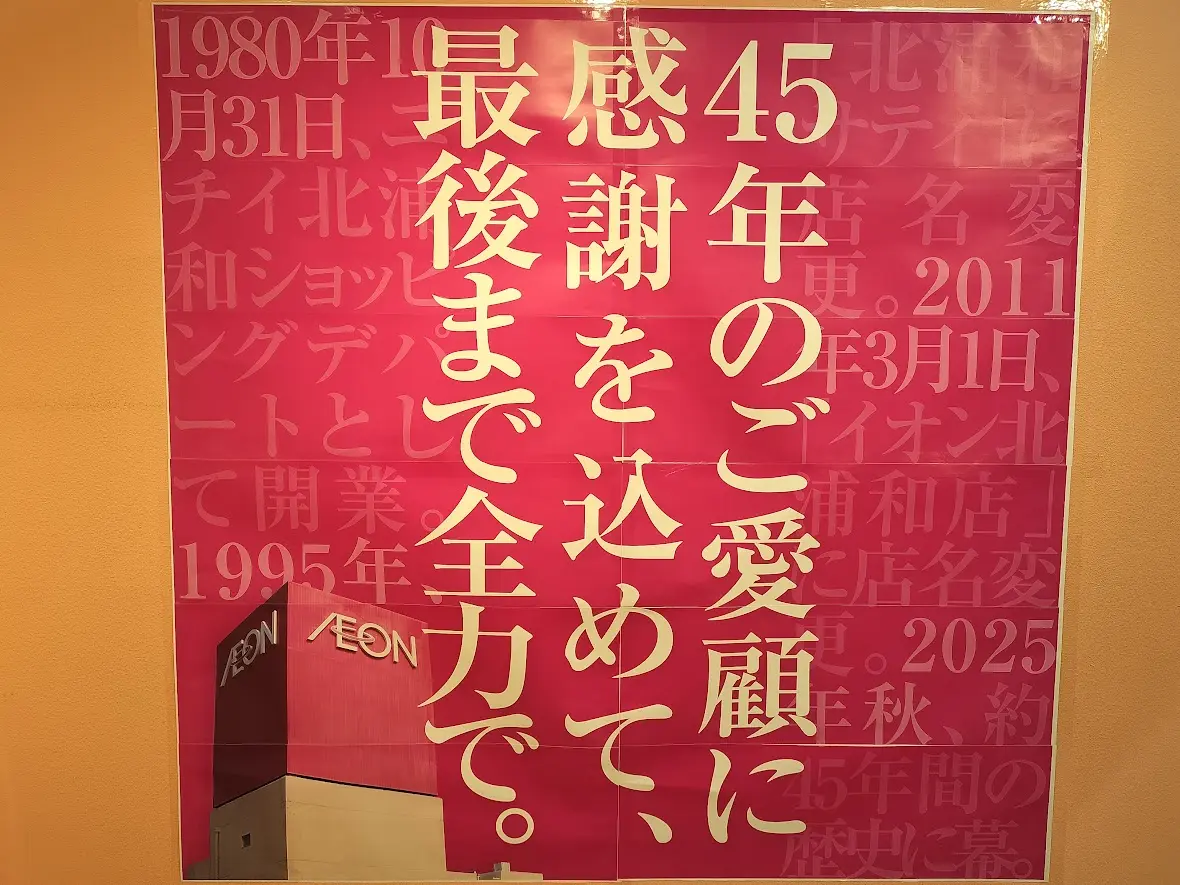 45年のご愛顧に
感謝を込めて、
最後まで全力で。
1980年10
月31日、ニ
チイ北浦
和ショッピ
ングデパ
ートとし
て開業。
1995年、
「北浦和
サティ」に
店名変
更。2011
年3月1日、
「イオン北
浦和店」
に店名変
更。2025
年秋、約
45年間の
歴史に幕。
ÆON
ÆON